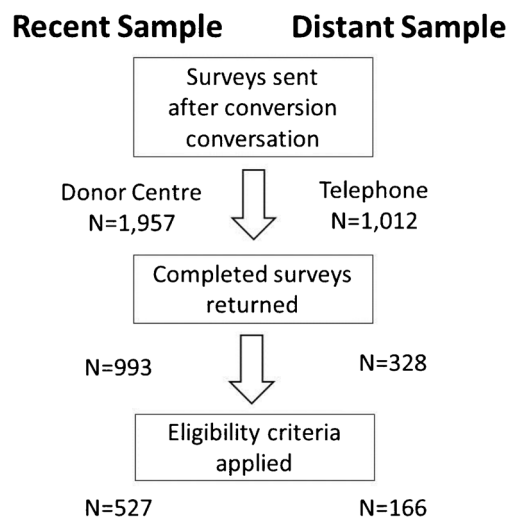 Recent Sample
Distant Sample
Surveys sent
after conversion
conversation
Donor Centre
N=1,957
Telephone
N=1,012
Completed surveys
returned
N=993
N=328
Eligibility criteria
applied
N=527
N=166